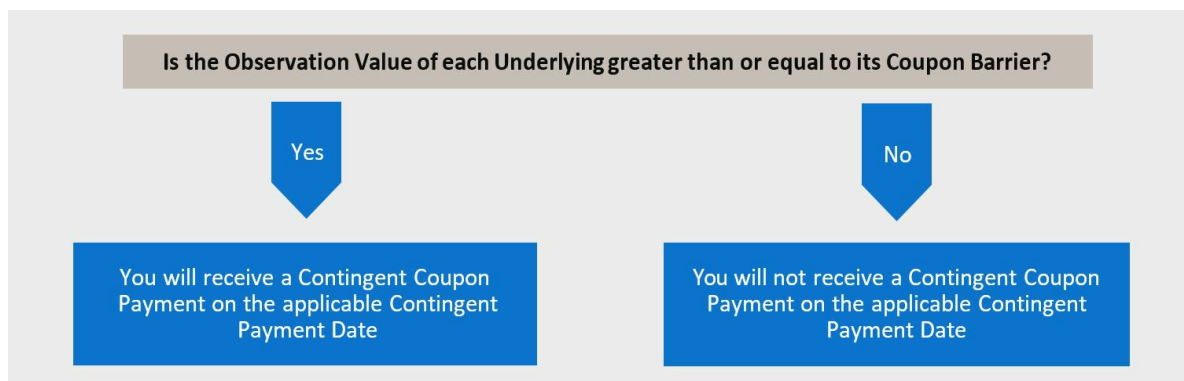 Is the Observation Value of each Underlying greater than or equal to its Coupon Barrier?
Yes
No
You will receive a Contingent Coupon
Payment on the applicable Contingent
Payment Date
You will not receive a Contingent Coupon
Payment on the applicable Contingent
Payment Date